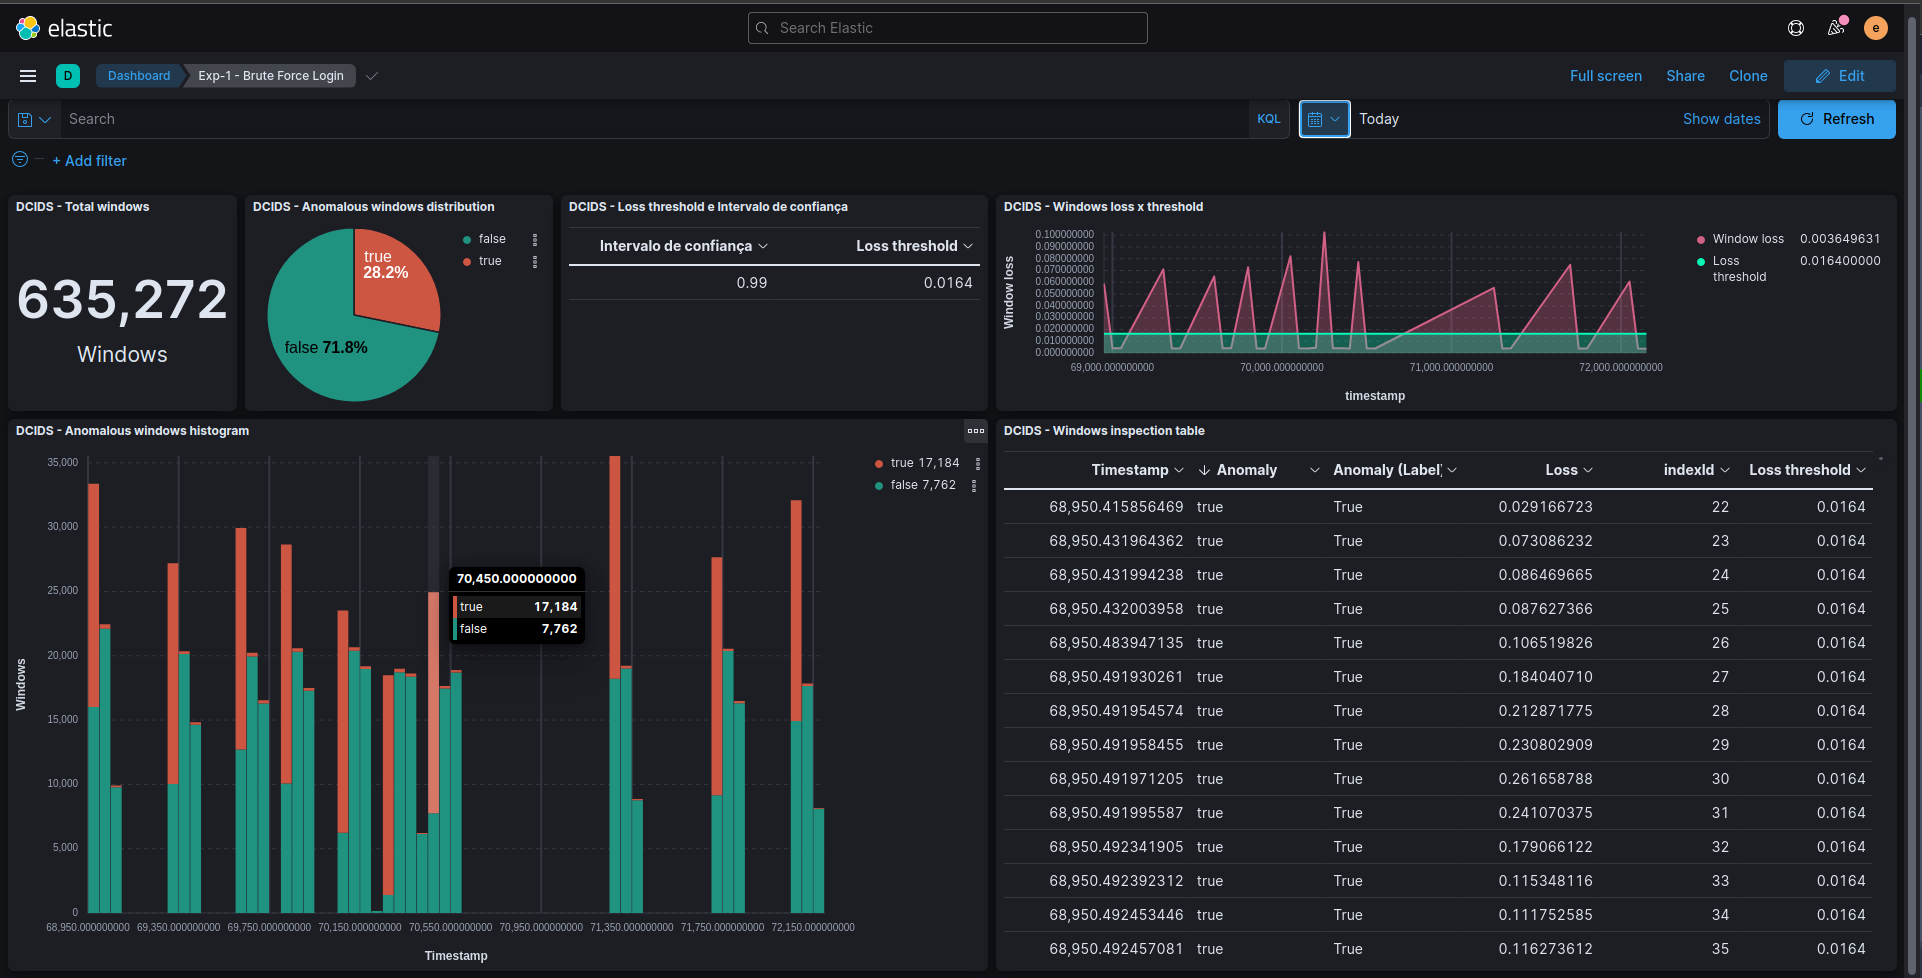 elastic
Search Elastic
e
D
Dashboard
Exp-1 - Brute Force Login
Full screen
Share
Clone
Edit
Search
KQL
Today
Show dates
Refresh
+ Add filter
DCIDS - Total windows
635,272
Windows
DCIDS - Anomalous windows distribution
true
28.2%
false 71.8%
false
true
DCIDS - Loss threshold e Intervalo de confiança
Intervalo de confiança Loss threshold
0.99 0.0164
DCIDS - Windows loss x threshold
Window loss
0.100000000
0.090000000
0.080000000
0.070000000
0.060000000
0.050000000
0.040000000
0.030000000
0.020000000
0.010000000
0.000000000
69,000.000000000 70,000.000000000 71,000.000000000 72,000.000000000
timestamp
Window loss 0.003649631
Loss 0.016400000
threshold
DCIDS - Anomalous windows histogram
Windows
35,000
30,000
25,000
20,000
15,000
10,000
5,000
0
68,950.000000000 69,350.000000000 69,750.000000000 70,150.000000000 70,550.000000000 70,950.000000000 71,350.000000000 71,750.000000000 72,150.000000000
Timestamp
70,450.000000000
true 17,184
false 7,762
true 17,184
false 7,762
DCIDS - Windows inspection table
Timestamp Anomaly Anomaly (Label) Loss indexId Loss threshold
68,950.415856469 true True 0.029166723 22 0.0164
68,950.431964362 true True 0.073086232 23 0.0164
68,950.431994238 true True 0.086469665 24 0.0164
68,950.432003958 true True 0.087627366 25 0.0164
68,950.483947135 true True 0.106519826 26 0.0164
68,950.491930261 true True 0.184040710 27 0.0164
68,950.491954574 true True 0.212871775 28 0.0164
68,950.491958455 true True 0.230802909 29 0.0164
68,950.491971205 true True 0.261658788 30 0.0164
68,950.491995587 true True 0.241070375 31 0.0164
68,950.492341905 true True 0.179066122 32 0.0164
68,950.492392312 true True 0.115348116 33 0.0164
68,950.492453446 true True 0.111752585 34 0.0164
68,950.492457081 true True 0.116273612 35 0.0164